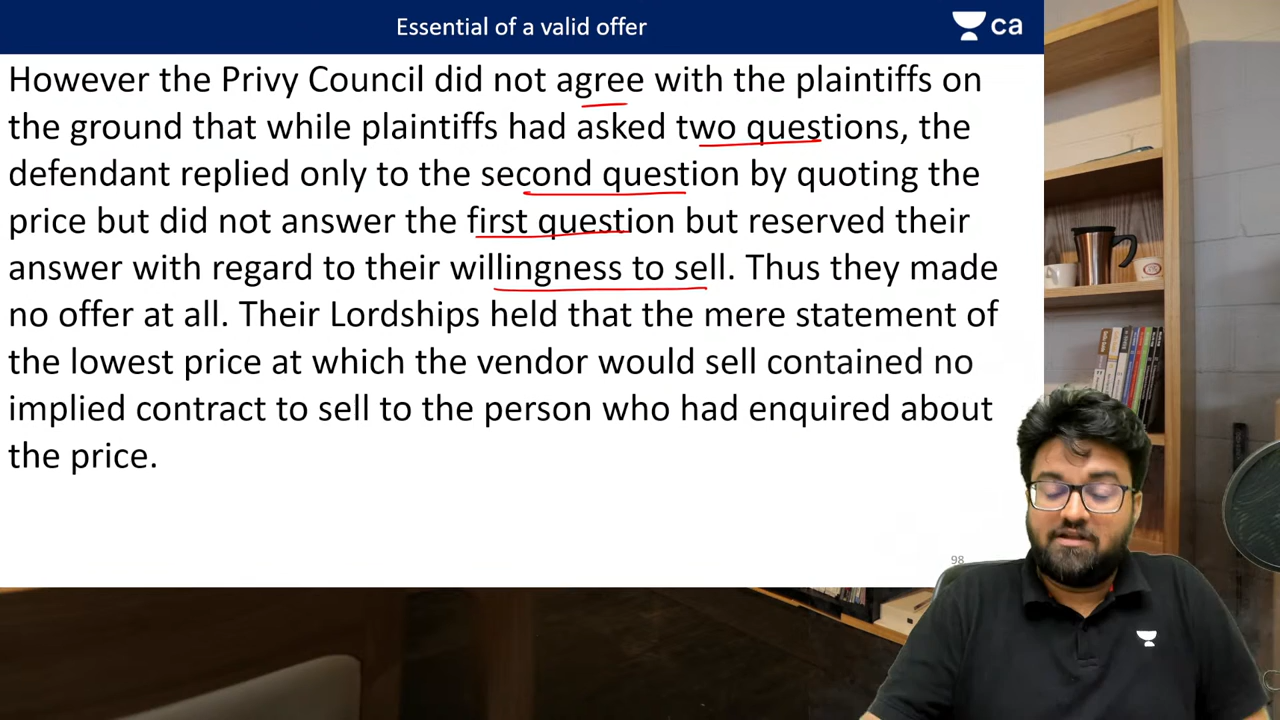 Essential of a valid offer
ca
However the Privy Council did not agree with the plaintiffs on
the ground that while plaintiffs had asked two questions, the
defendant replied only to the second question by quoting the
price but did not answer the first question but reserved their
answer with regard to their willingness to sell. Thus they made
no offer at all. Their Lordships held that the mere statement of
the lowest price at which the vendor would sell contained no
implied contract to sell to the person who had enquired about
the price.
98